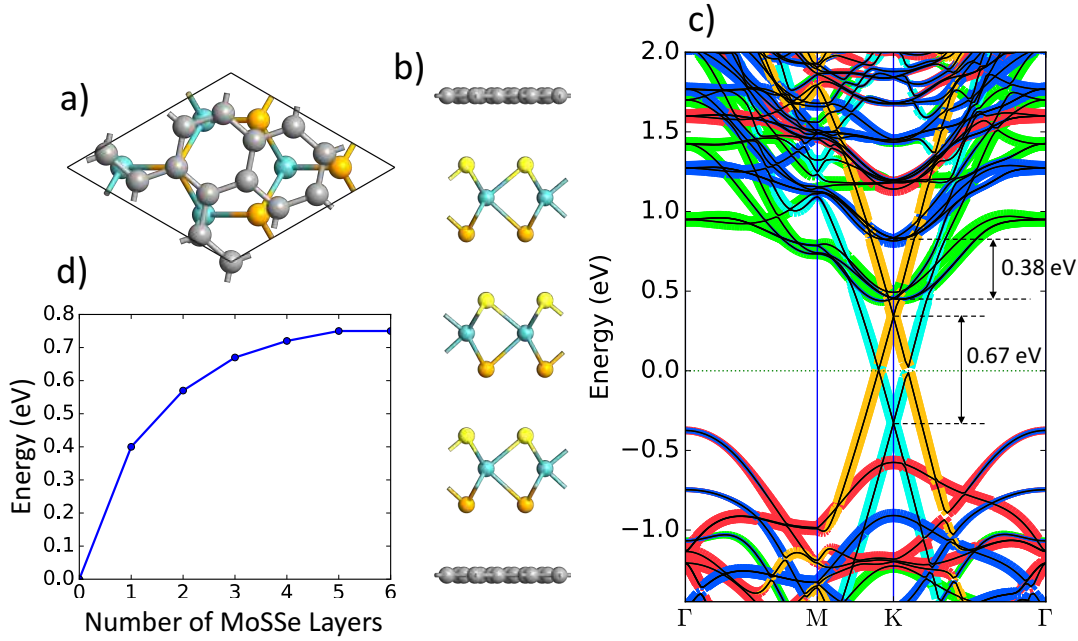 a)
b)
c)
d)
Energy (eV)
0.8
0.7
0.6
0.5
0.4
0.3
0.2
0.1
0.0
0 1 2 3 4 5 6
Number of MoSSe Layers
Energy (eV)
2.0
1.5
1.0
0.5
0.0
−0.5
−1.0
0.38 eV
0.67 eV
Γ M K Γ